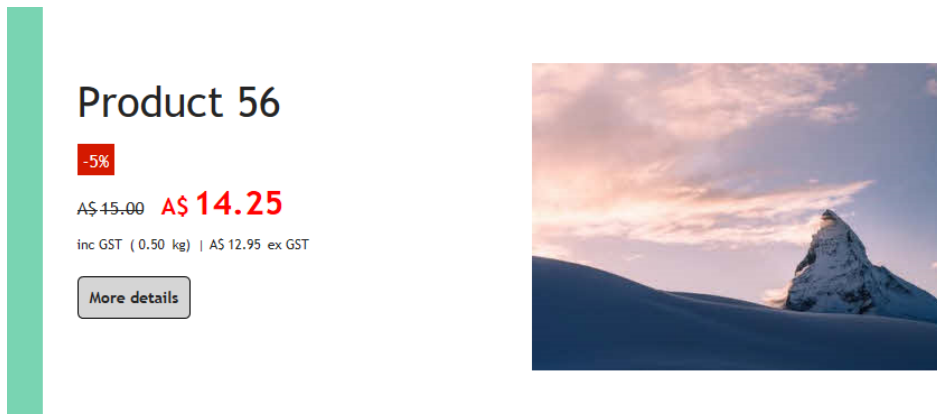 Product 56
-5%
A$ 15.00 A$ 14.25
inc GST ( 0.50 kg) | A$ 12.95 ex GST
More details